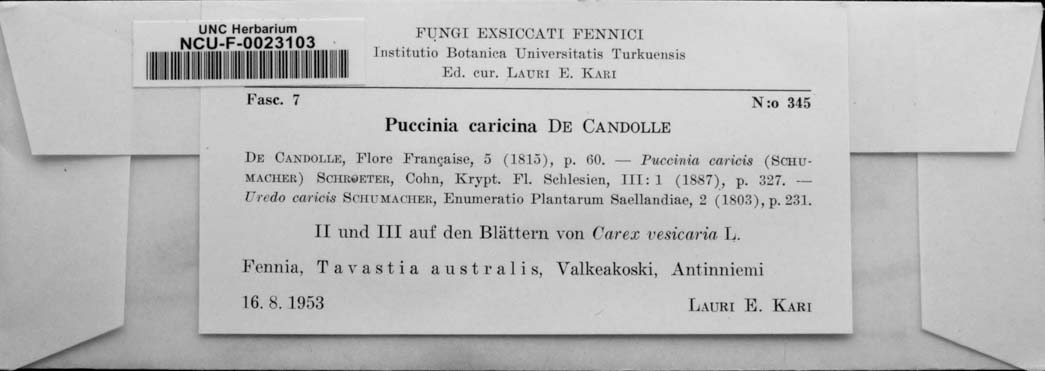 UNC Herbarium
NCU-F-0023103
FUNGI EXSICCATI FENNICI
Institutio Botanica Universitatis Turkuensis
Ed. cur. LAURI E. KARI
Fasc. 7 N:o 345
Puccinia caricina DE CANDOLLE
DE CANDOLLE, Flore Française, 5 (1815), p. 60. — Puccinia caricis (SCHU-
MACHER) SCHROETER, Cohn, Krypt. Fl. Schlesien, III: 1 (1887), p. 327. —
Uredo caricis SCHUMACHER, Enumeratio Plantarum Saellandiae, 2 (1803), p. 231.
II und III auf den Blättern von Carex vesicaria L.
Fennia, Tavastia australis, Valkeakoski, Antinniemi
16. 8. 1953 LAURI E. KARI